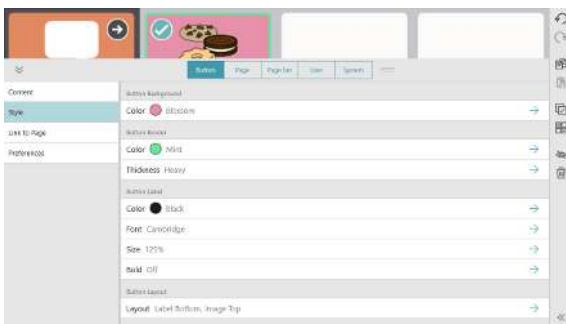 Button Page Page Set User System
Content
Style
Link to Page
Preferences
Button Background
Color Blossom
Button Border
Color Mint
Thickness Heavy
Button Label
Color Black
Font Cambridge
Size 125%
Bold Off
Button Layout
Layout Label Bottom, Image Top